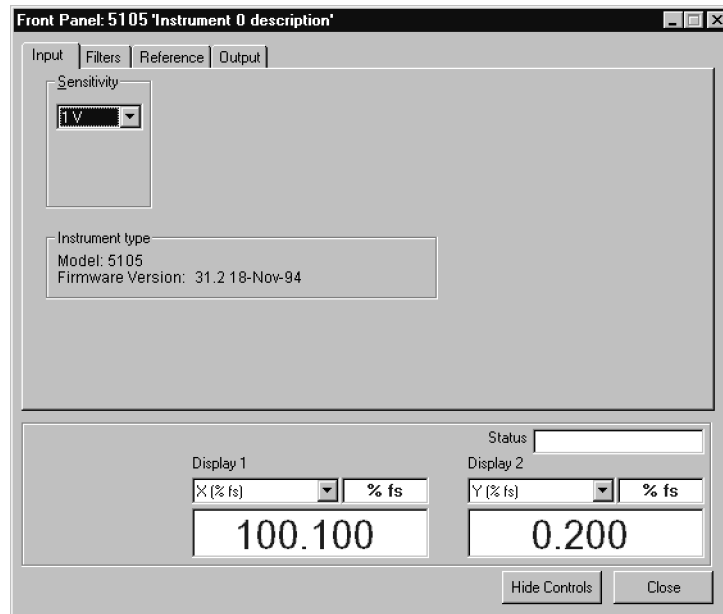 Front Panel: 5105 'Instrument 0 description'
Input Filters Reference Output
Sensitivity
1 V
Instrument type
Model: 5105
Firmware Version: 31.2 18-Nov-94
Status
Display 1 Display 2
X (% fs) % fs Y (% fs) % fs
100.100 0.200
Hide Controls Close